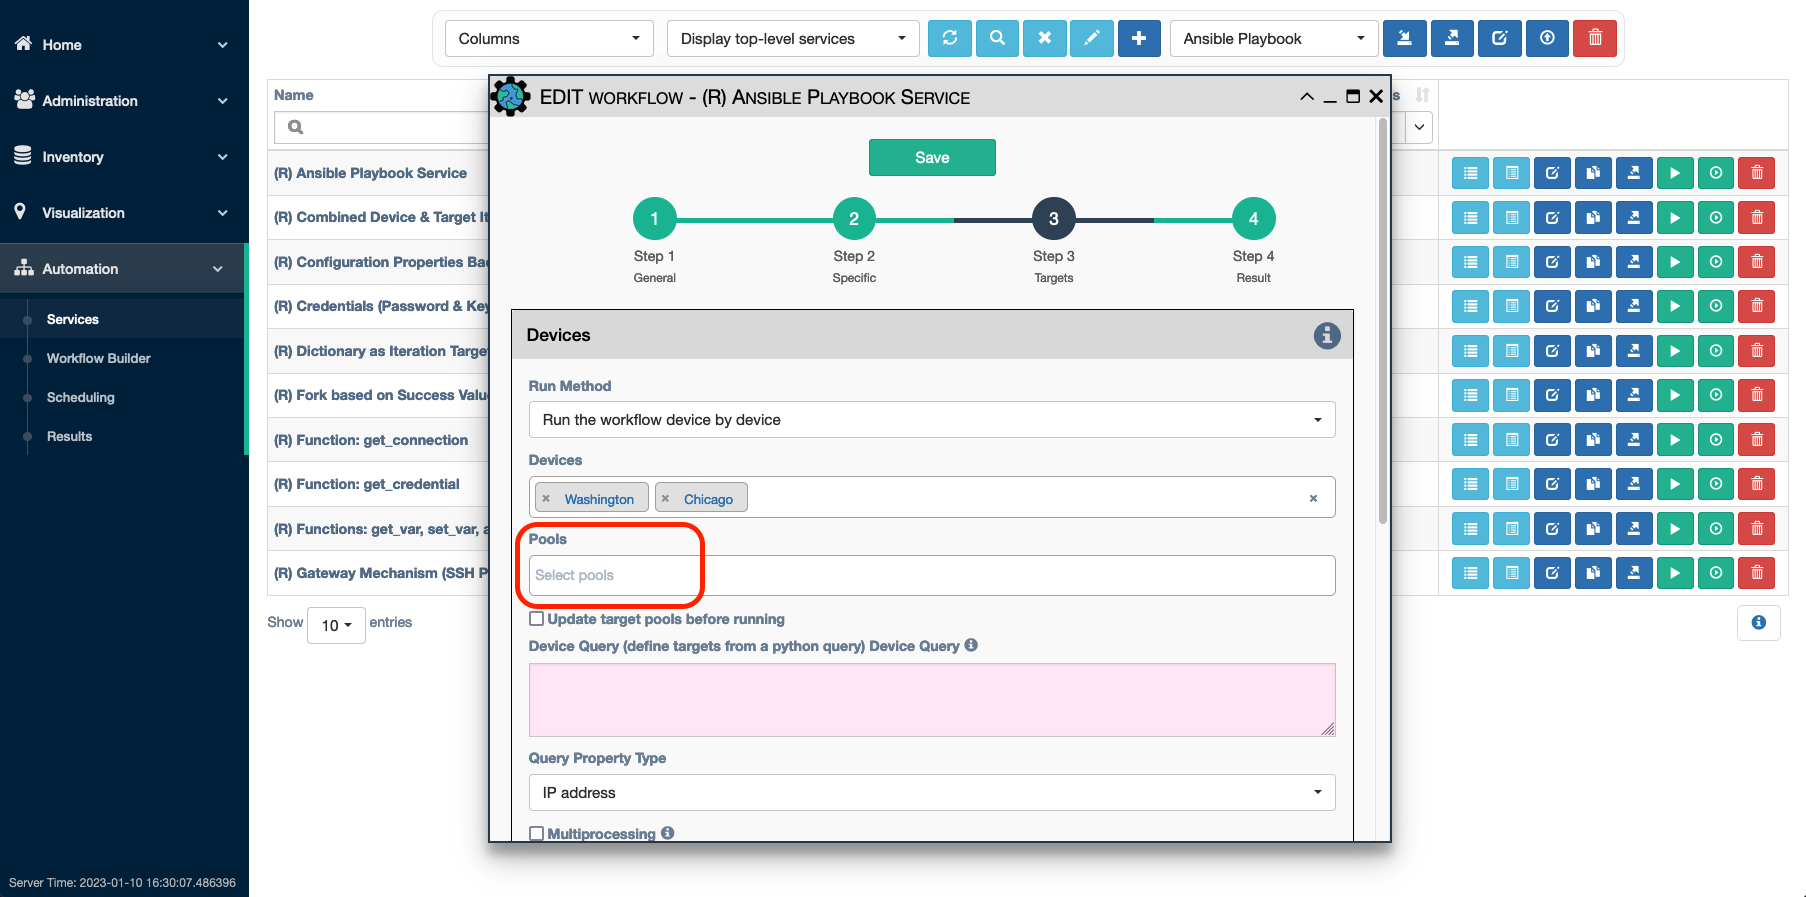 Home
Administration
Inventory
Visualization
Automation
Services
Workflow Builder
Scheduling
Results
Server Time: 2023-01-10 16:30:07.486396
Columns
Display top-level services
Ansible Playbook
Name
(R) Ansible Playbook Service
(R) Combined Device & Target It
(R) Configuration Properties Bac
(R) Credentials (Password & Key
(R) Dictionary as Iteration Targe
(R) Fork based on Success Valu
(R) Function: get_connection
(R) Function: get_credential
(R) Functions: get_var, set_var, a
(R) Gateway Mechanism (SSH P
Show 10 entries
s
EDIT WORKFLOW - (R) ANSIBLE PLAYBOOK SERVICE
Save
1 2 3 4
Step 1 Step 2 Step 3 Step 4
General Specific Targets Result
Devices
Run Method
Run the workflow device by device
Devices
× Washington × Chicago ×
Pools
Select pools
Update target pools before running
Device Query (define targets from a python query) Device Query
Query Property Type
IP address
Multiprocessing